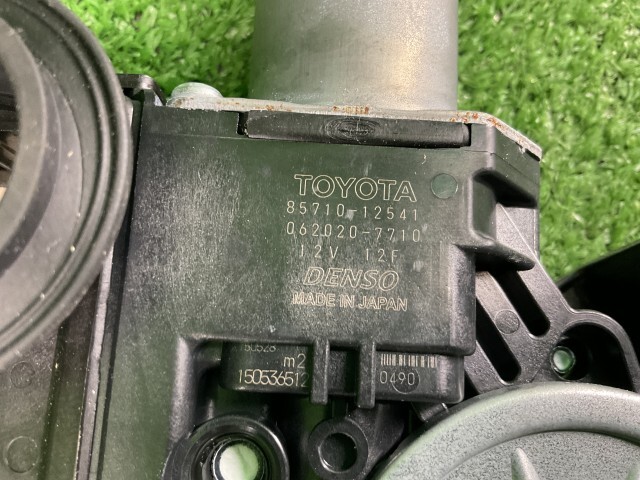 TOYOTA
85710-12541
062020-7710
12V 12F
DENSO
MADE IN JAPAN
m2
150536512
0490